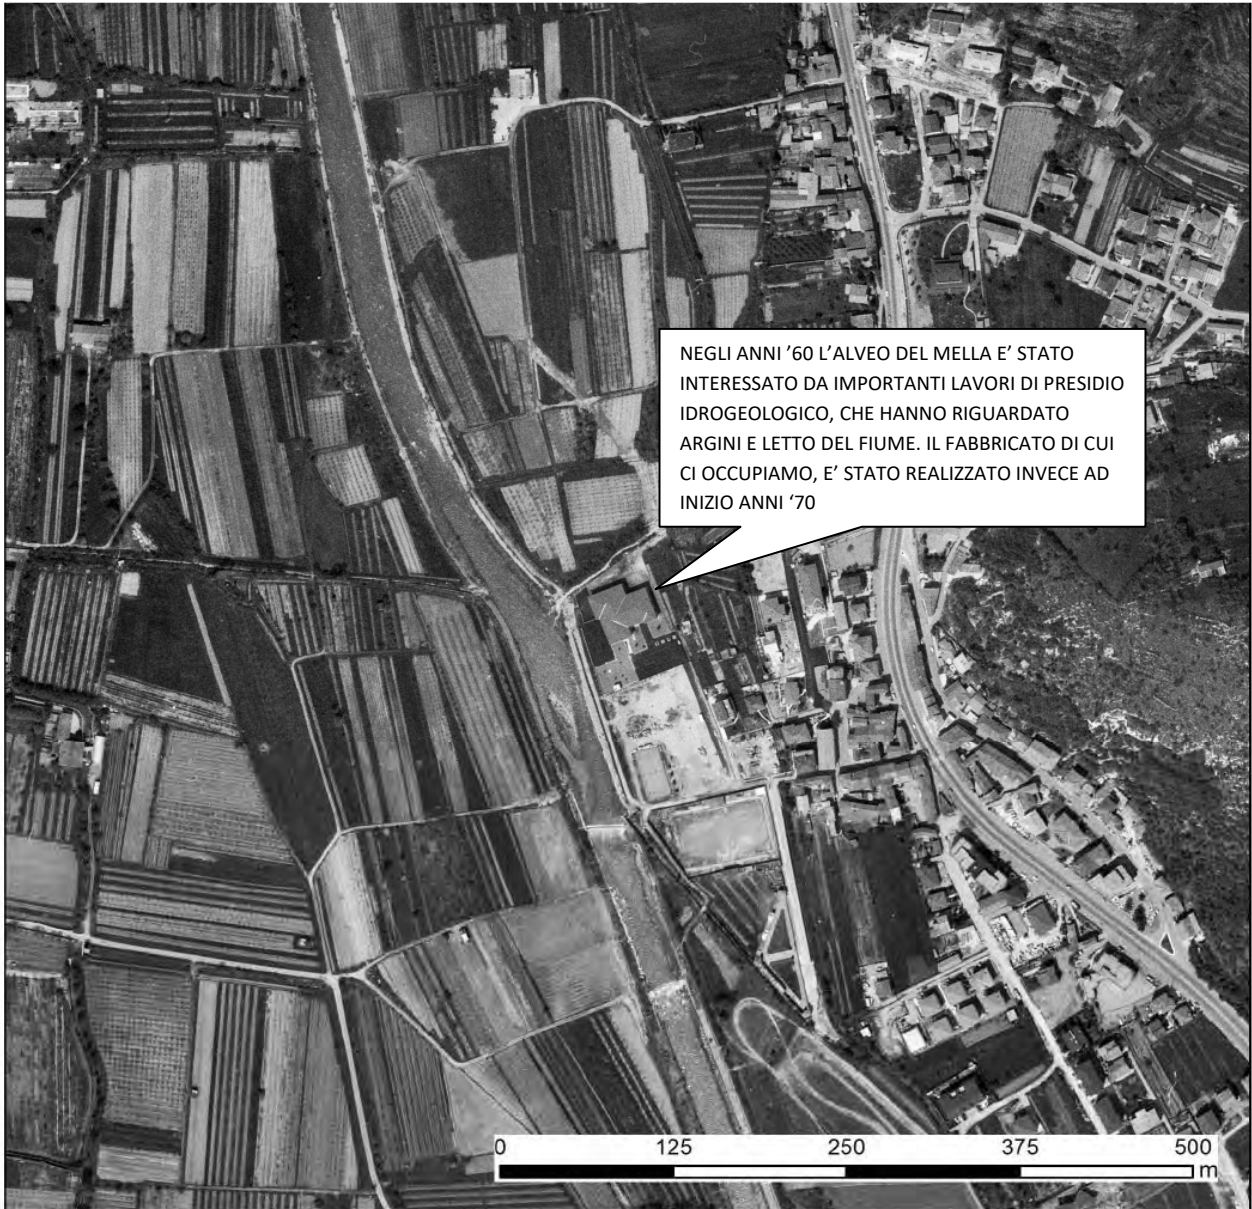 NEGLI ANNI ’60 L’ALVEO DEL MELLA E’ STATO
INTERESSATO DA IMPORTANTI LAVORI DI PRESIDIO
IDROGEOLOGICO, CHE HANNO RIGUARDATO
ARGINI E LETTO DEL FIUME. IL FABBRICATO DI CUI
CI OCCUPIAMO, E’ STATO REALIZZATO INVECE AD
INIZIO ANNI ‘70
0 125 250 375 500
m